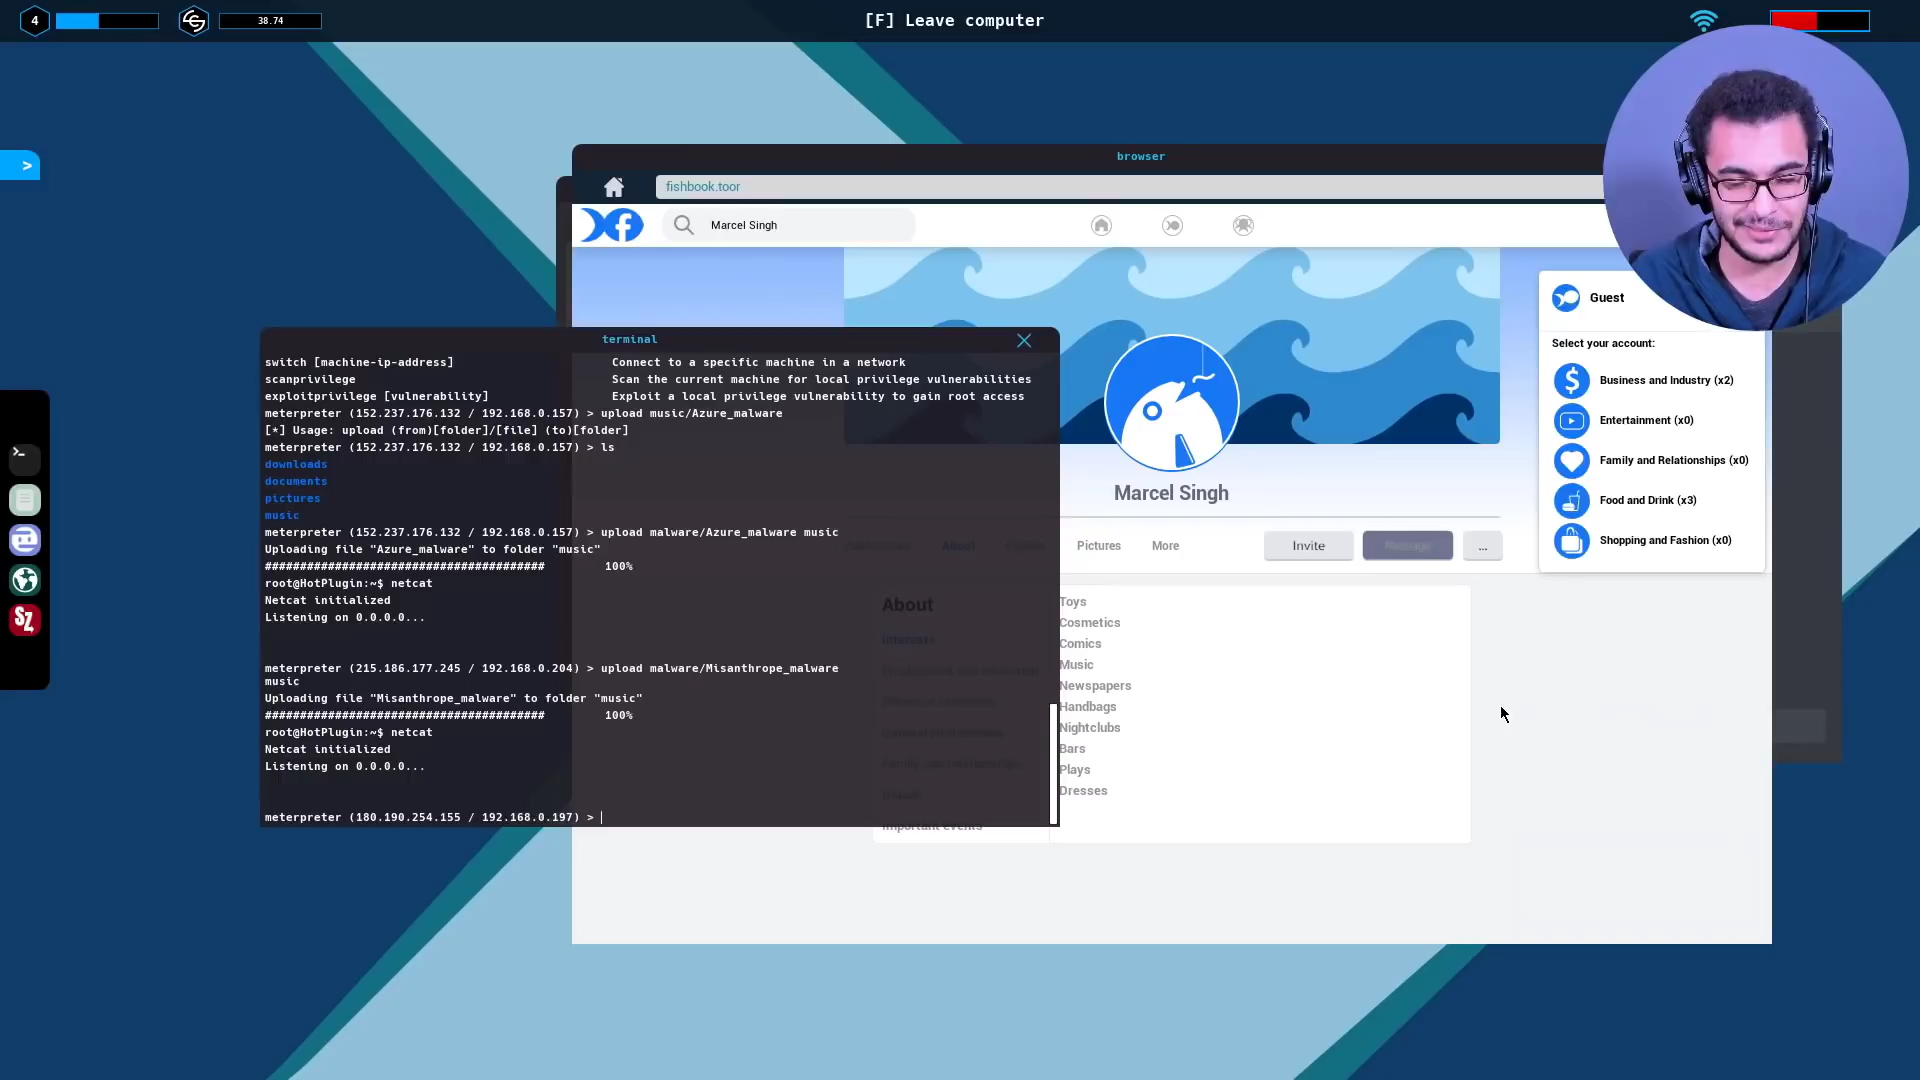 4
38.74
[F] Leave computer
>
browser
fishbook.toor
Marcel Singh
Guest
Select your account:
Business and Industry (x2)
Entertainment (x0)
Family and Relationships (x0)
Food and Drink (x3)
Shopping and Fashion (x0)
Marcel Singh
About
Pictures
More
Invite
Message
...
About
Interests
Toys
Cosmetics
Comics
Music
Newspapers
Handbags
Nightclubs
Bars
Plays
Dresses
Family and Relationships
Important events
terminal
switch [machine-ip-address] Connect to a specific machine in a network
scanprivilege Scan the current machine for local privilege vulnerabilities
exploitprivilege [vulnerability] Exploit a local privilege vulnerability to gain root access
meterpreter (152.237.176.132 / 192.168.0.157) > upload music/Azure_malware
[*] Usage: upload (from)[folder]/[file] (to)[folder]
meterpreter (152.237.176.132 / 192.168.0.157) > ls
downloads
documents
pictures
music
meterpreter (152.237.176.132 / 192.168.0.157) > upload malware/Azure_malware music
Uploading file "Azure_malware" to folder "music"
######################################## 100%
root@HotPlugin:~$ netcat
Netcat initialized
Listening on 0.0.0.0...
meterpreter (215.186.177.245 / 192.168.0.204) > upload malware/Misanthrope_malware
music
Uploading file "Misanthrope_malware" to folder "music"
######################################## 100%
root@HotPlugin:~$ netcat
Netcat initialized
Listening on 0.0.0.0...
meterpreter (180.190.254.155 / 192.168.0.197) >